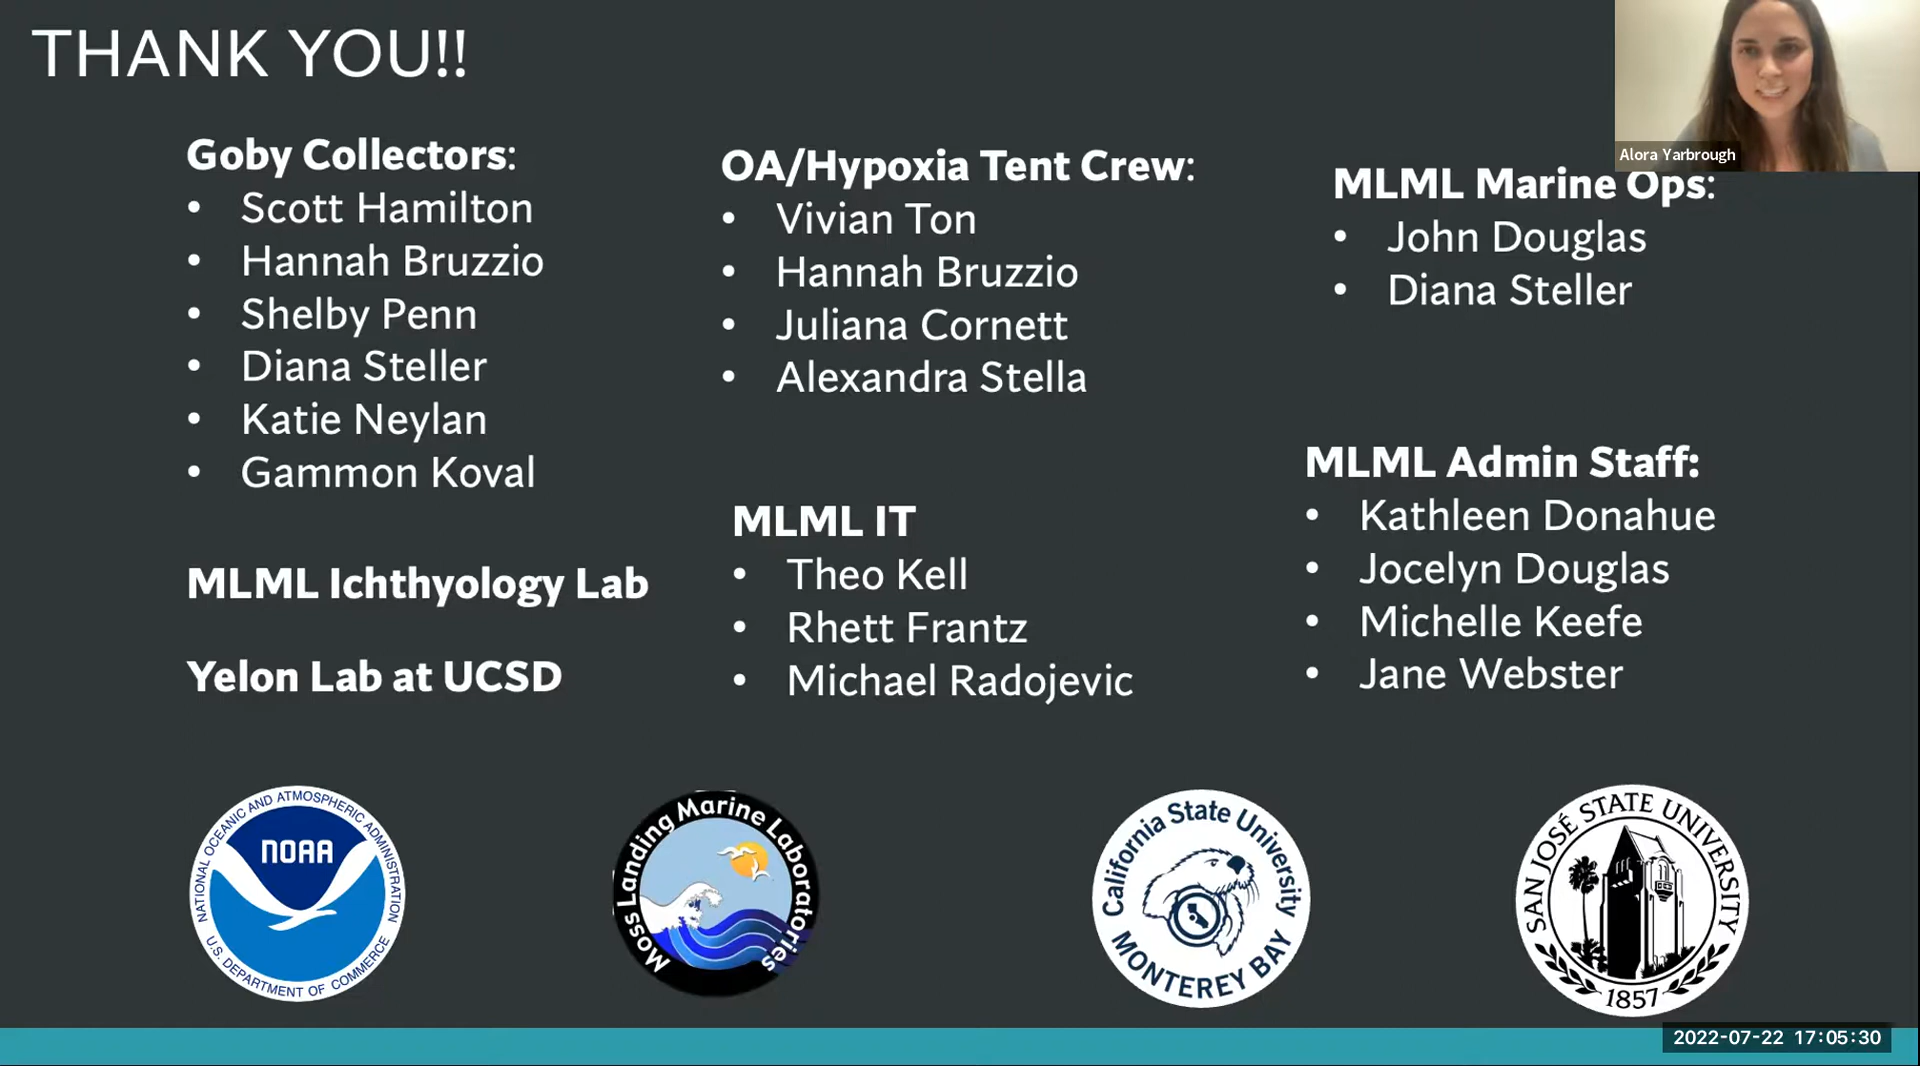 THANK YOU!!
Alora Yarbrough
Goby Collectors:
• Scott Hamilton
• Hannah Bruzzio
• Shelby Penn
• Diana Steller
• Katie Neylan
• Gammon Koval
MLML Ichthyology Lab
Yelon Lab at UCSD
OA/Hypoxia Tent Crew:
• Vivian Ton
• Hannah Bruzzio
• Juliana Cornett
• Alexandra Stella
MLML IT
• Theo Kell
• Rhett Frantz
• Michael Radojevic
MLML Marine Ops:
• John Douglas
• Diana Steller
MLML Admin Staff:
• Kathleen Donahue
• Jocelyn Douglas
• Michelle Keefe
• Jane Webster
NATIONAL OCEANIC AND ATMOSPHERIC ADMINISTRATION
NOAA
U.S. DEPARTMENT OF COMMERCE
Moss Landing Marine Laboratories
California State University
MONTEREY BAY
SAN JOSÉ STATE UNIVERSITY
1857
2022-07-22 17:05:30